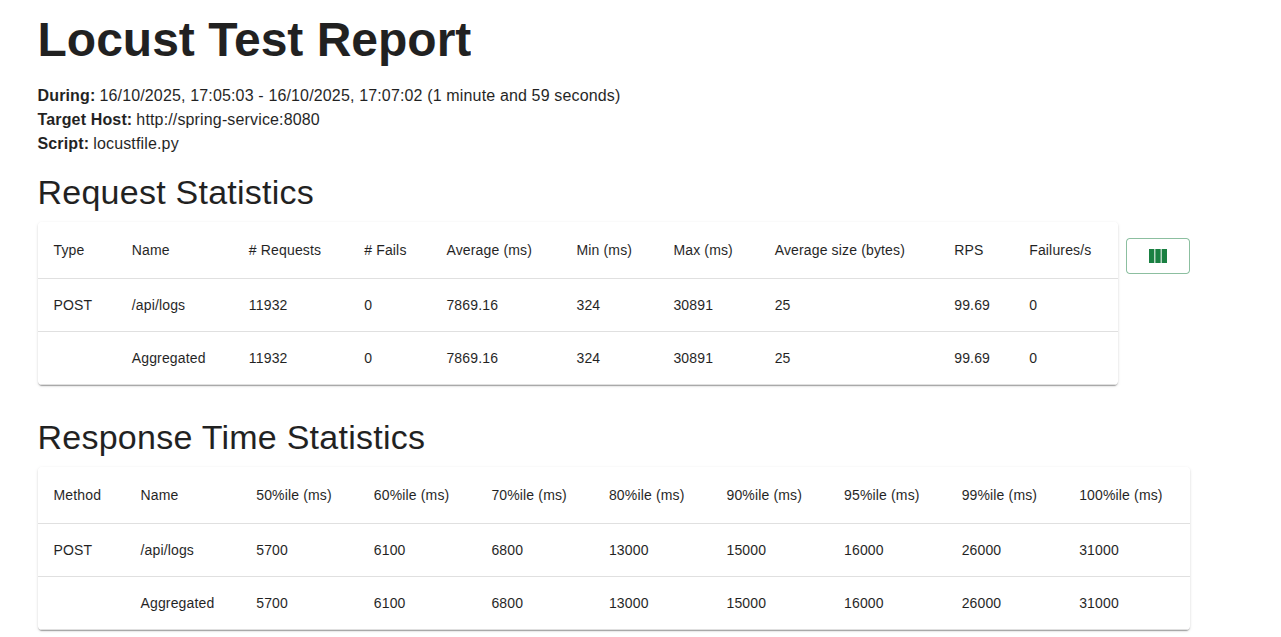 Locust Test Report
During: 16/10/2025, 17:05:03 - 16/10/2025, 17:07:02 (1 minute and 59 seconds)
Target Host: http://spring-service:8080
Script: locustfile.py
Request Statistics
Type Name # Requests # Fails Average (ms) Min (ms) Max (ms) Average size (bytes) RPS Failures/s
POST /api/logs 11932 0 7869.16 324 30891 25 99.69 0
Aggregated 11932 0 7869.16 324 30891 25 99.69 0
Response Time Statistics
Method Name 50%ile (ms) 60%ile (ms) 70%ile (ms) 80%ile (ms) 90%ile (ms) 95%ile (ms) 99%ile (ms) 100%ile (ms)
POST /api/logs 5700 6100 6800 13000 15000 16000 26000 31000
Aggregated 5700 6100 6800 13000 15000 16000 26000 31000